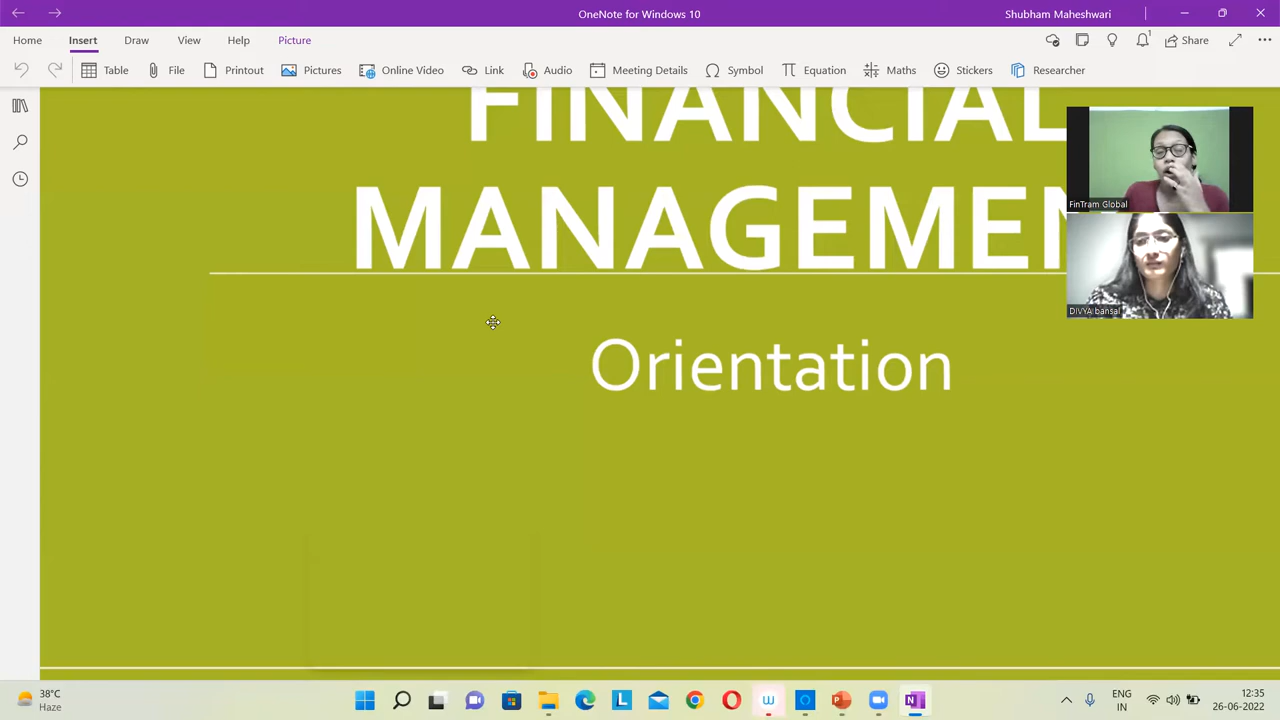 OneNote for Windows 10
Shubham Maheshwari
Home
Insert
Draw
View
Help
Picture
1
Share
Table
File
Printout
Pictures
Online Video
Link
Audio
Meeting Details
Symbol
Equation
Maths
Stickers
Researcher
FINANCIAL
MANAGEMEN
Orientation
FinTram Global
DIVYA bansal
38°C
Haze
ENG
IN
12:35
26-06-2022